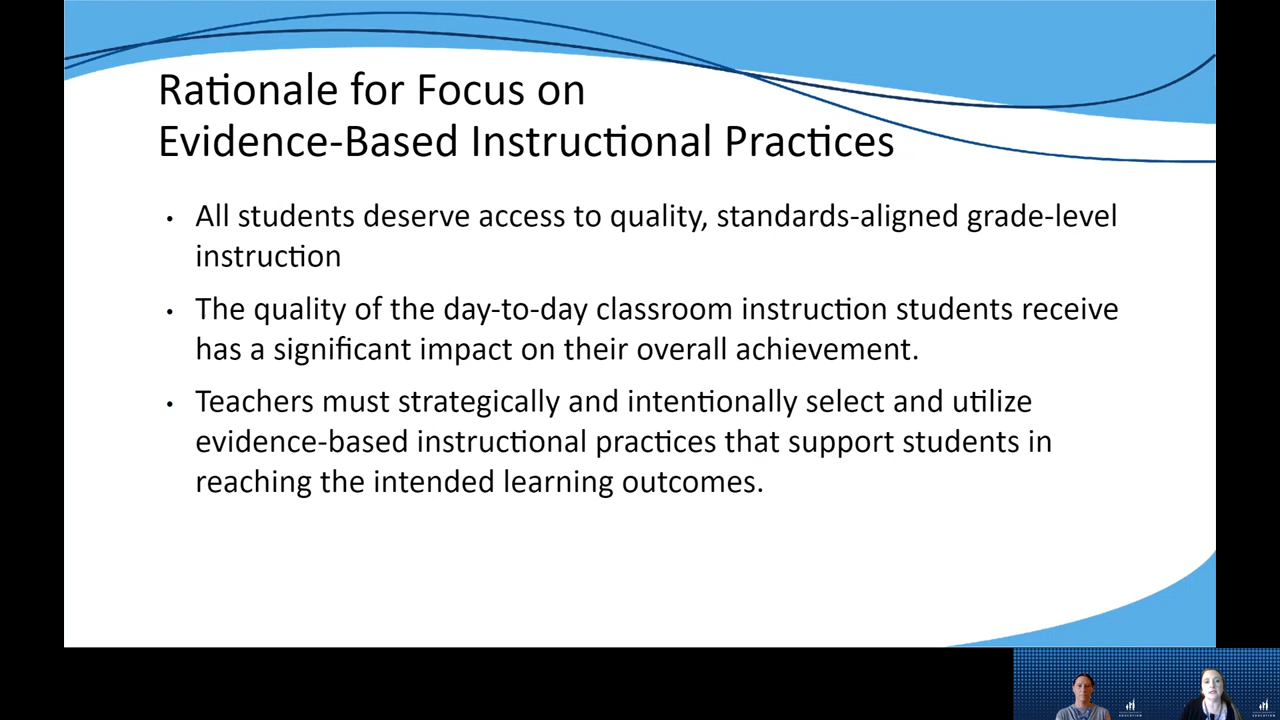 Rationale for Focus on
Evidence-Based Instructional Practices
• All students deserve access to quality, standards-aligned grade-level
instruction
• The quality of the day-to-day classroom instruction students receive
has a significant impact on their overall achievement.
• Teachers must strategically and intentionally select and utilize
evidence-based instructional practices that support students in
reaching the intended learning outcomes.
EDUCATION
EDUCATION